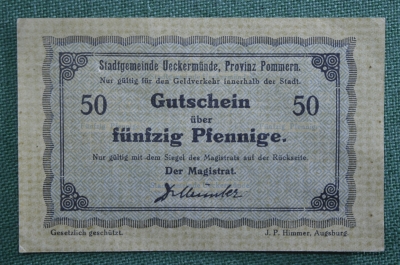 Stadtgemeinde Ueckermünde, Provinz Pommern.
Nur gültig für den Geldverkehr innerhalb der Stadt.
50 Gutschein 50
über
fünfzig Pfennige.
Nur gültig mit dem Siegel des Magistrats auf der Rückseite.
Der Magistrat.
Gesetzlich geschützt. J. P. Himmer, Augsburg.